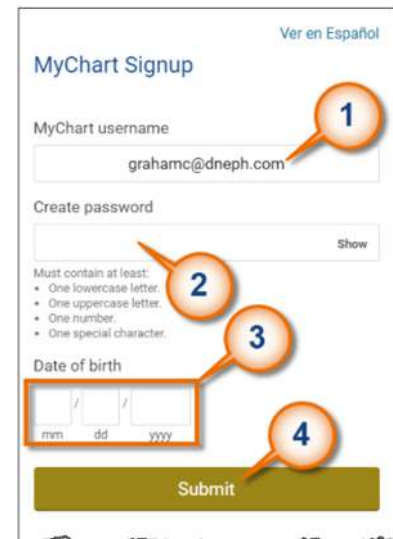 Ver en Español
MyChart Signup
1
MyChart username
grahamc@dneph.com
Create password
Show
2
Must contain at least:
• One lowercase letter.
• One uppercase letter.
• One number.
• One special character.
3
Date of birth
/ /
mm dd yyyy
4
Submit